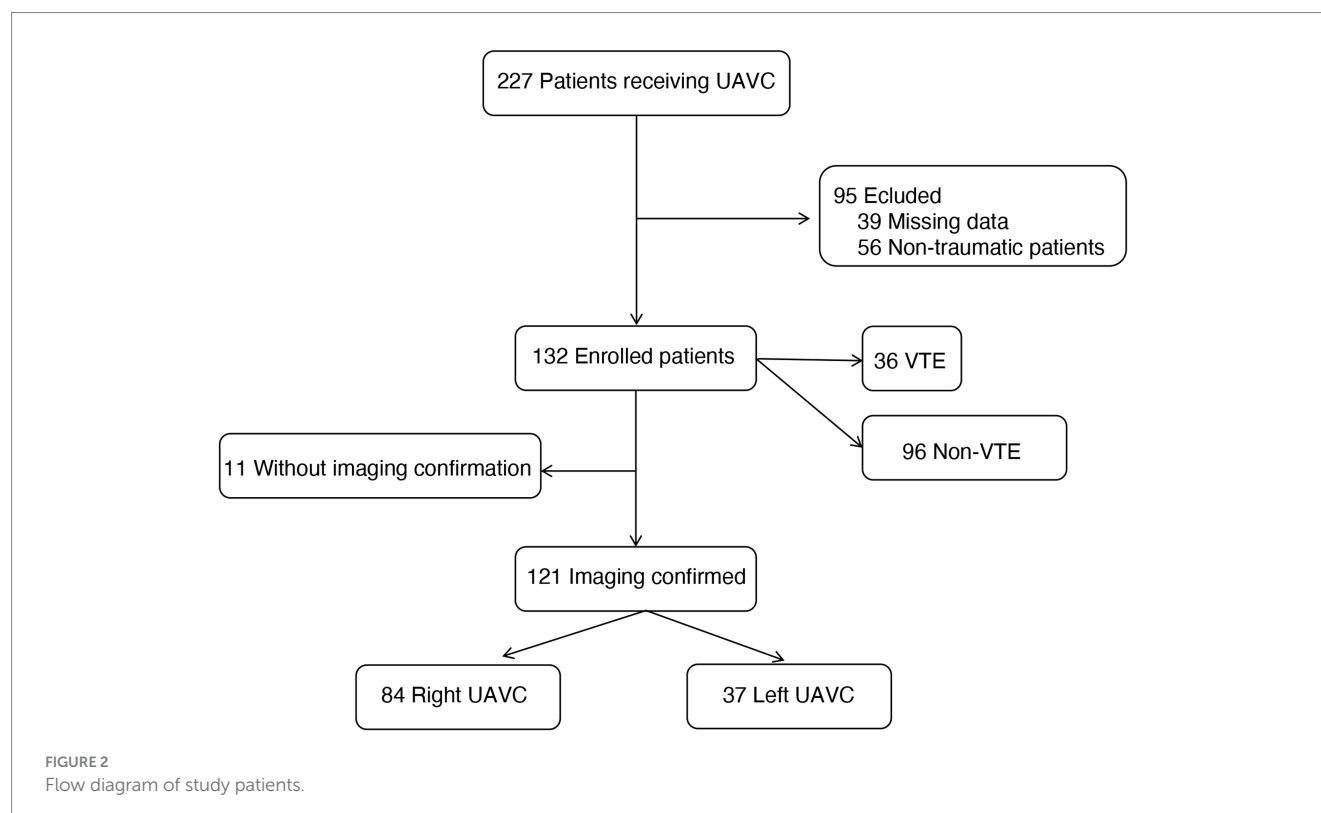 227 Patients receiving UAVC
95 Ecluded
39 Missing data
56 Non-traumatic patients
132 Enrolled patients
36 VTE
96 Non-VTE
11 Without imaging confirmation
121 Imaging confirmed
84 Right UAVC
37 Left UAVC
FIGURE 2
Flow diagram of study patients.